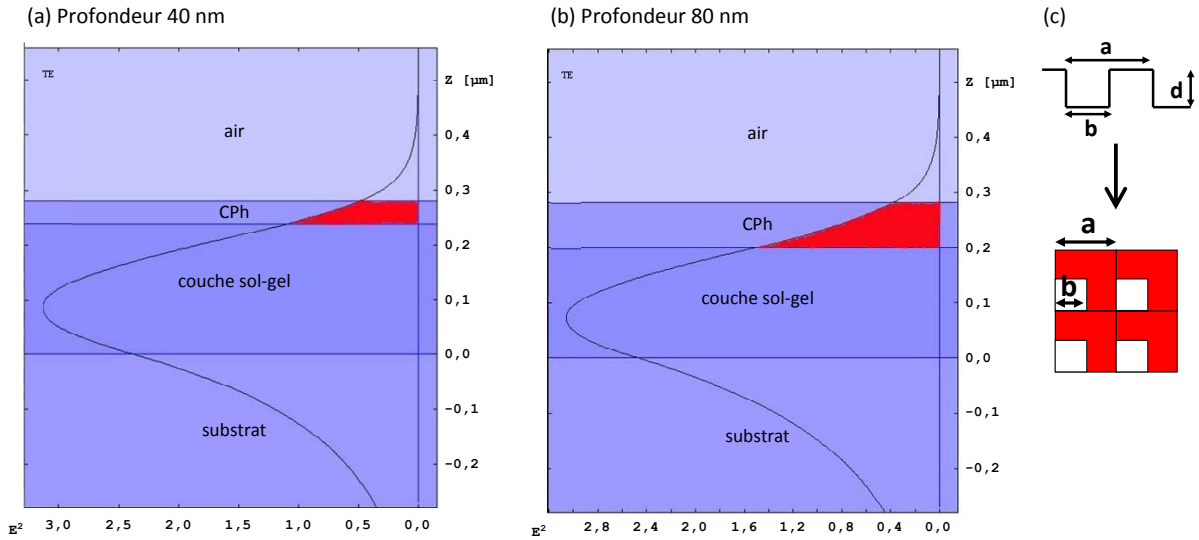 (a) Profondeur 40 nm
TE
Z [µm]
air
0,4
0,3
CPh
0,2
couche sol-gel
0,1
0,0
substrat
-0,1
-0,2
E² 3,0 2,5 2,0 1,5 1,0 0,5 0,0
(b) Profondeur 80 nm
TE
Z [µm]
air
0,4
0,3
CPh
0,2
couche sol-gel
0,1
0,0
substrat
-0,1
-0,2
E² 2,8 2,4 2,0 1,6 1,2 0,8 0,4 0,0
(c)
a
d
b
a
b